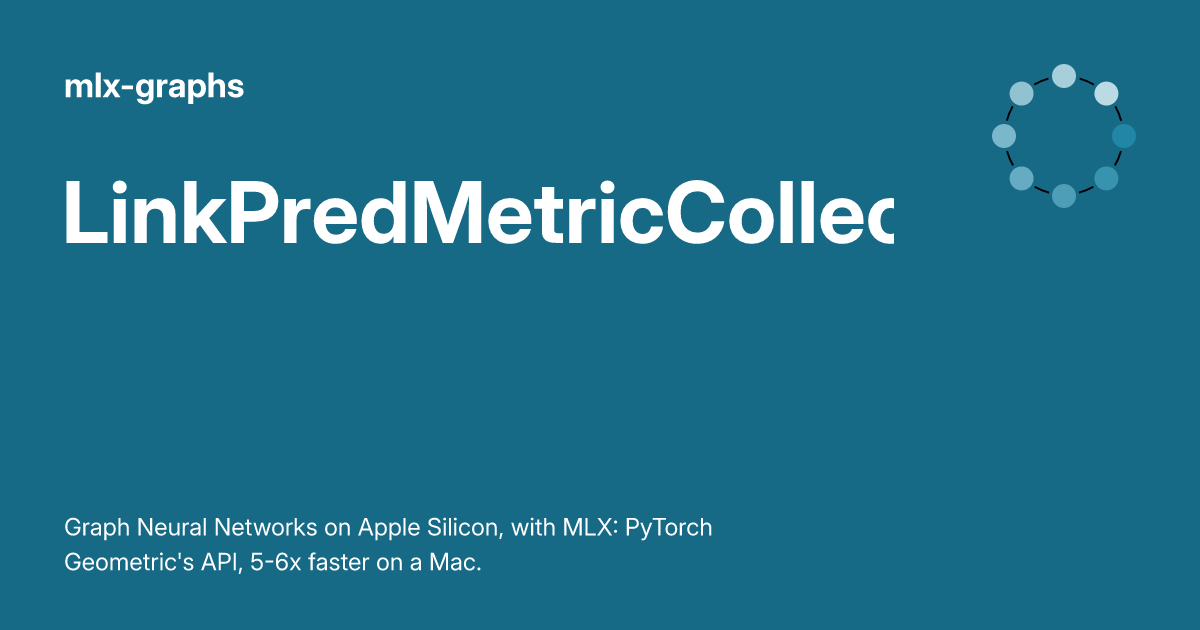 mlx-graphs
LinkPredMetricCollec
Graph Neural Networks on Apple Silicon, with MLX: PyTorch
Geometric's API, 5-6x faster on a Mac.